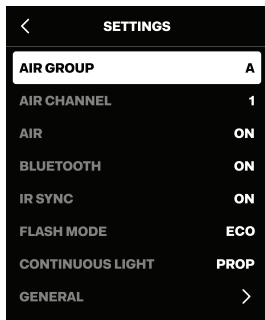 SETTINGS
AIR GROUP A
AIR CHANNEL 1
AIR ON
BLUETOOTH ON
IR SYNC ON
FLASH MODE ECO
CONTINUOUS LIGHT PROP
GENERAL